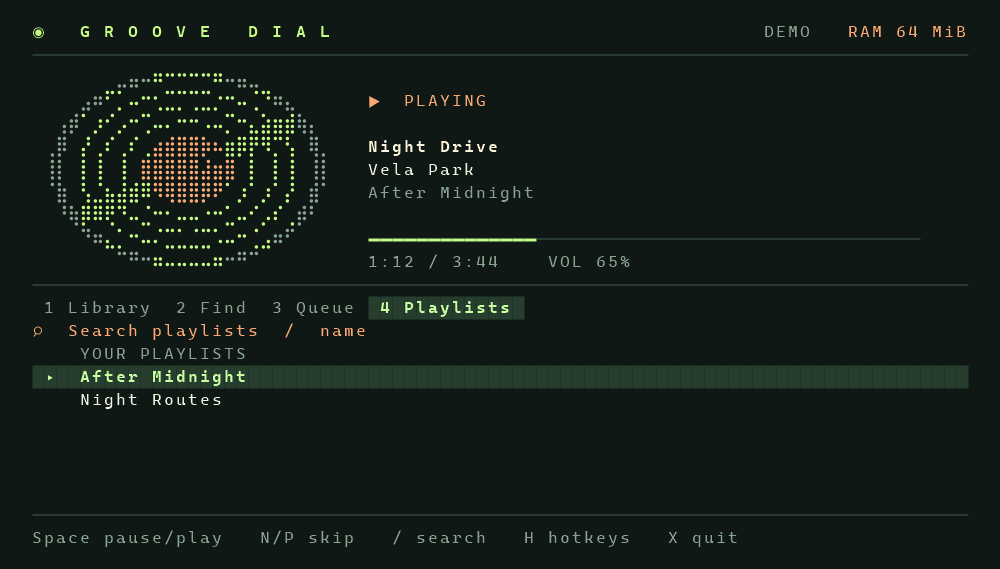 ◉ GROOVE DIAL DEMO RAM 64 MiB
▶ PLAYING
Night Drive
Vela Park
After Midnight
1:12 / 3:44 VOL 65%
1 Library 2 Find 3 Queue 4 Playlists
⌕ Search playlists / name
YOUR PLAYLISTS
▸ After Midnight
Night Routes
Space pause/play N/P skip / search H hotkeys X quit